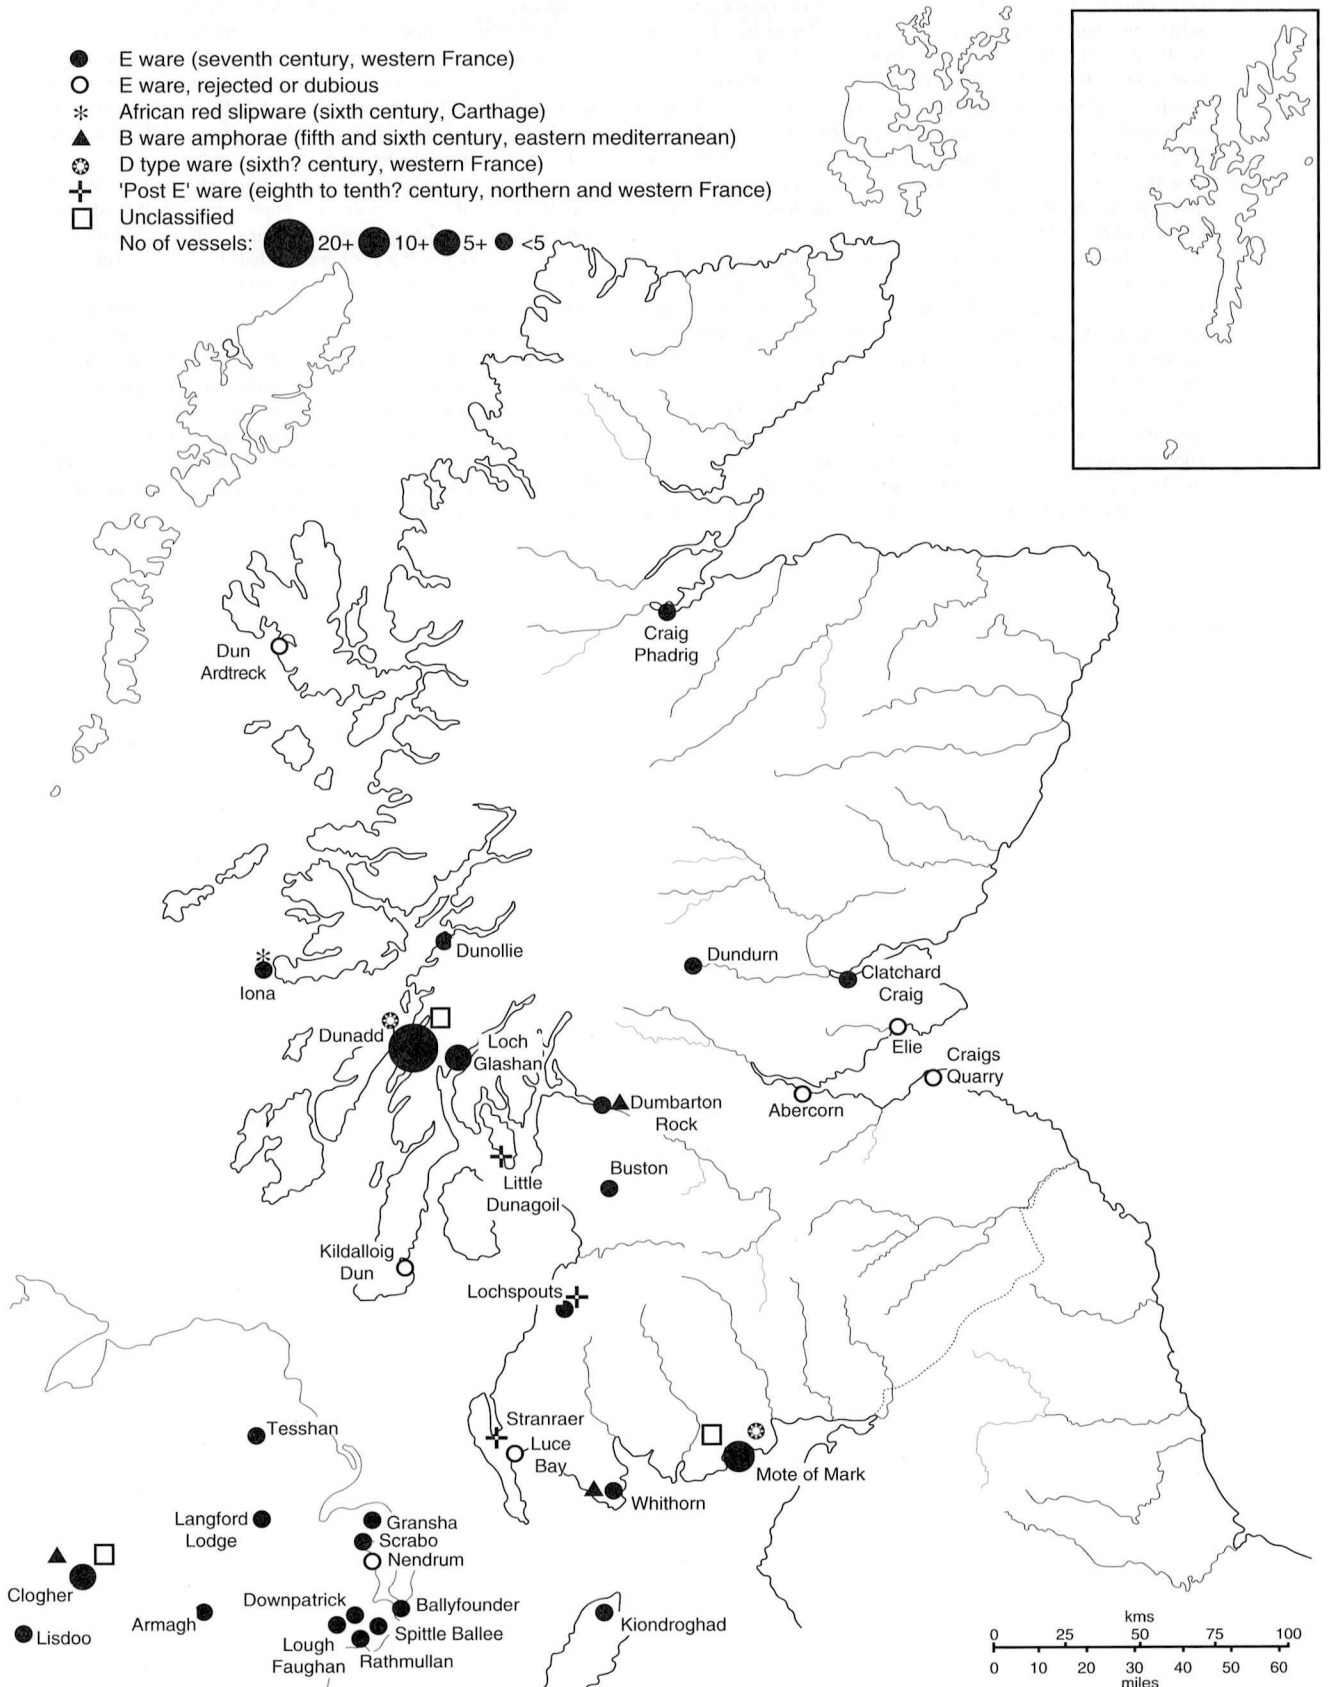 E ware (seventh century, western France)
E ware, rejected or dubious
African red slipware (sixth century, Carthage)
B ware amphorae (fifth and sixth century, eastern mediterranean)
D type ware (sixth? century, western France)
'Post E' ware (eighth to tenth? century, northern and western France)
Unclassified
No of vessels: 20+ 10+ 5+ <5
Craig
Phadrig
Dun
Ardtreck
Dunollie
Iona
Dundurn
Clatchard
Craig
Dunadd
Loch
Glashan
Elie
Craigs
Quarry
Abercorn
Dumbarton
Rock
Buston
Little
Dunagoil
Kildalloig
Dun
Lochspouts
Stranraer
Luce
Bay
Mote of Mark
Whithorn
Tesshan
Langford
Lodge
Gransha
Scrabo
Nendrum
Clogher
Lisdoo
Armagh
Downpatrick
Ballyfounder
Spittle Ballee
Lough
Faughan
Rathmullan
Kiondroghad
kms
0 25 50 75 100
0 10 20 30 40 50 60
miles